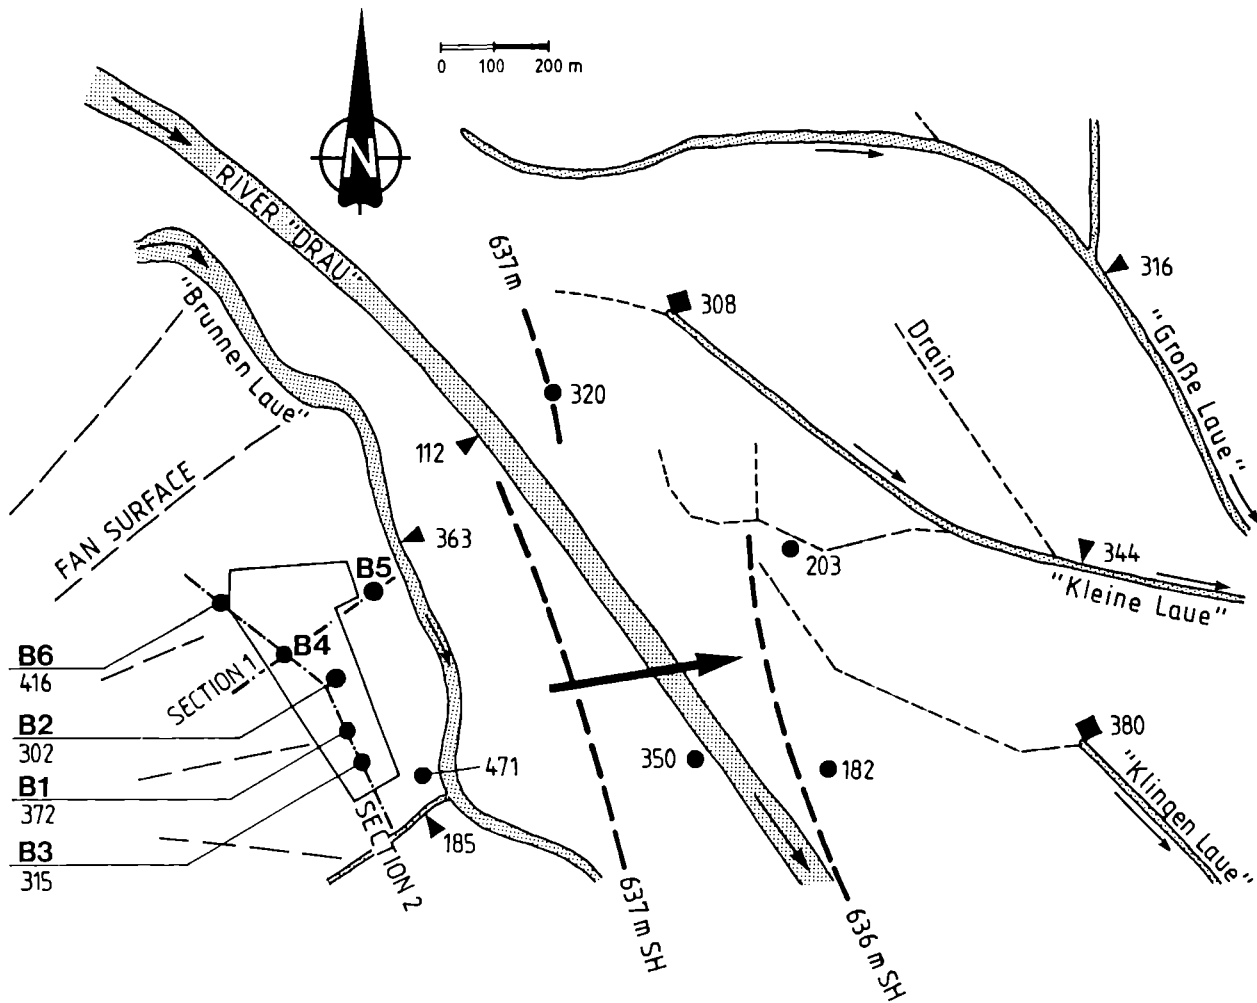 0 100 200 m
N
RIVER "DRAU"
637 m
316
308
"Brunnen
Laue"
"Große Laue"
Drain
320
112
FAN SURFACE
363
203
344
"Kleine Laue"
B5
B4
B6
416
SECTION 1
B2
302
B1
372
B3
315
471
350
182
380
"Klingen Laue"
185
SECTION 2
637 m SH
636 m SH